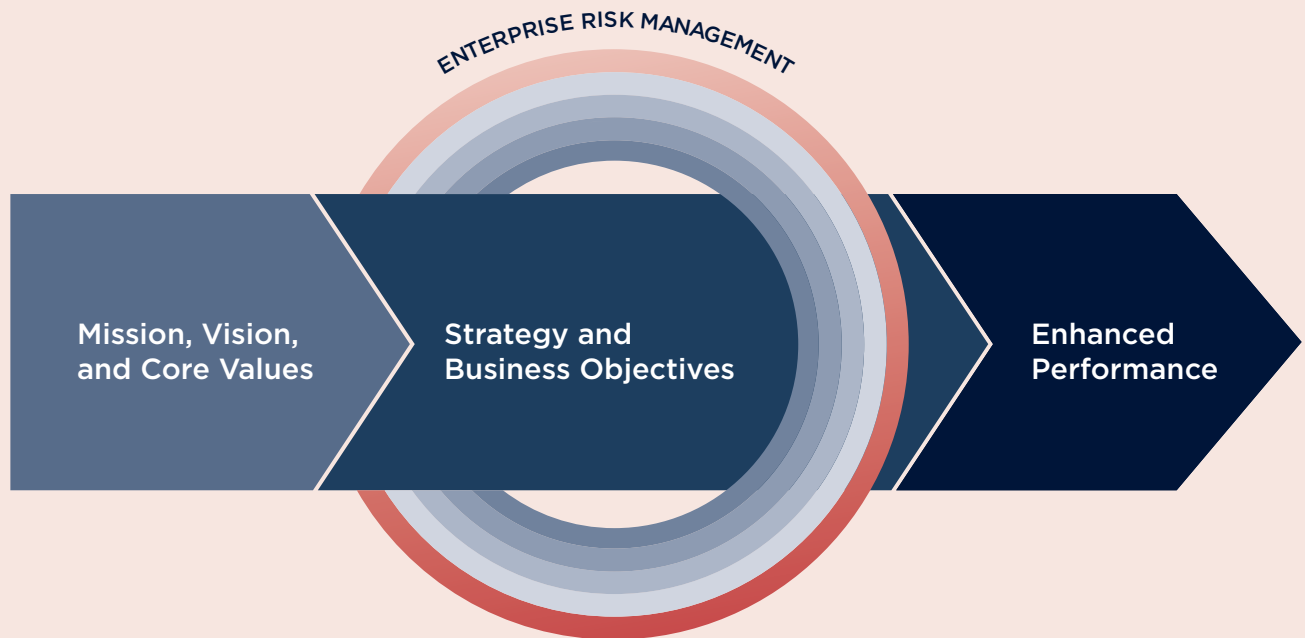 ENTERPRISE RISK MANAGEMENT
Mission, Vision,
and Core Values
Strategy and
Business Objectives
Enhanced
Performance